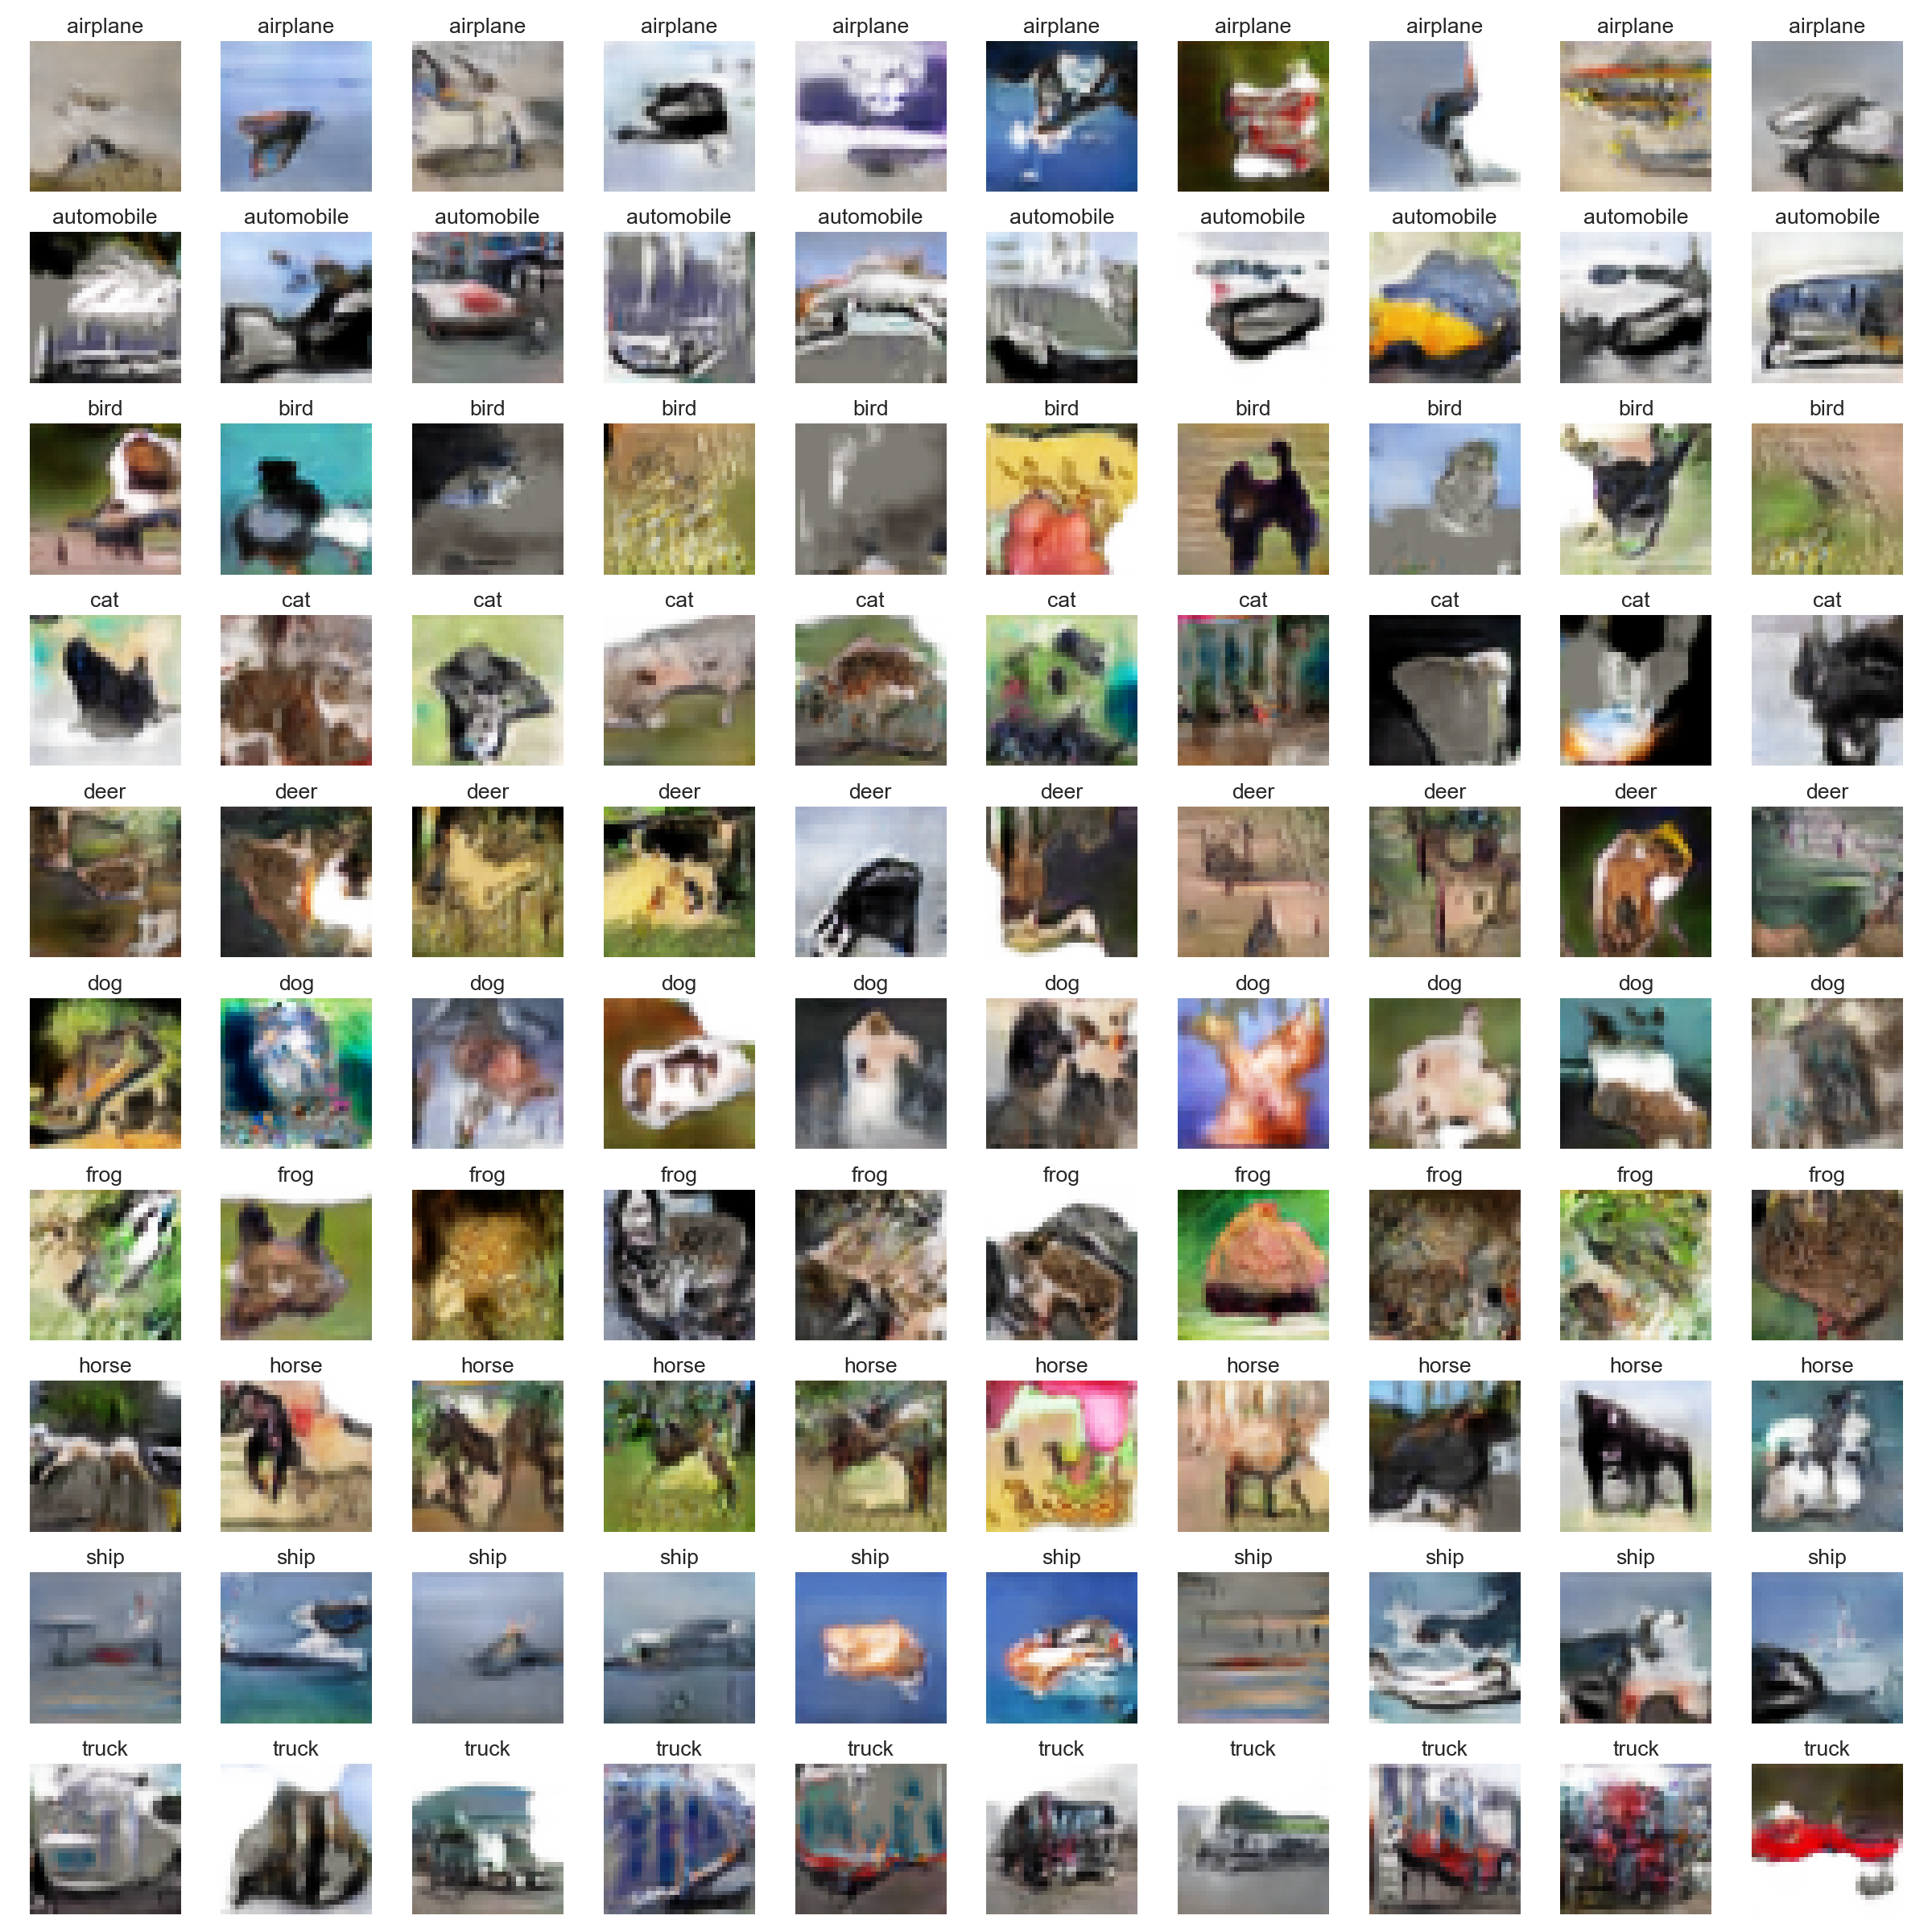 airplane airplane airplane airplane airplane airplane airplane airplane airplane airplane
automobile automobile automobile automobile automobile automobile automobile automobile automobile automobile
bird bird bird bird bird bird bird bird bird bird
cat cat cat cat cat cat cat cat cat cat
deer deer deer deer deer deer deer deer deer deer
dog dog dog dog dog dog dog dog dog dog
frog frog frog frog frog frog frog frog frog frog
horse horse horse horse horse horse horse horse horse horse
ship ship ship ship ship ship ship ship ship ship
truck truck truck truck truck truck truck truck truck truck